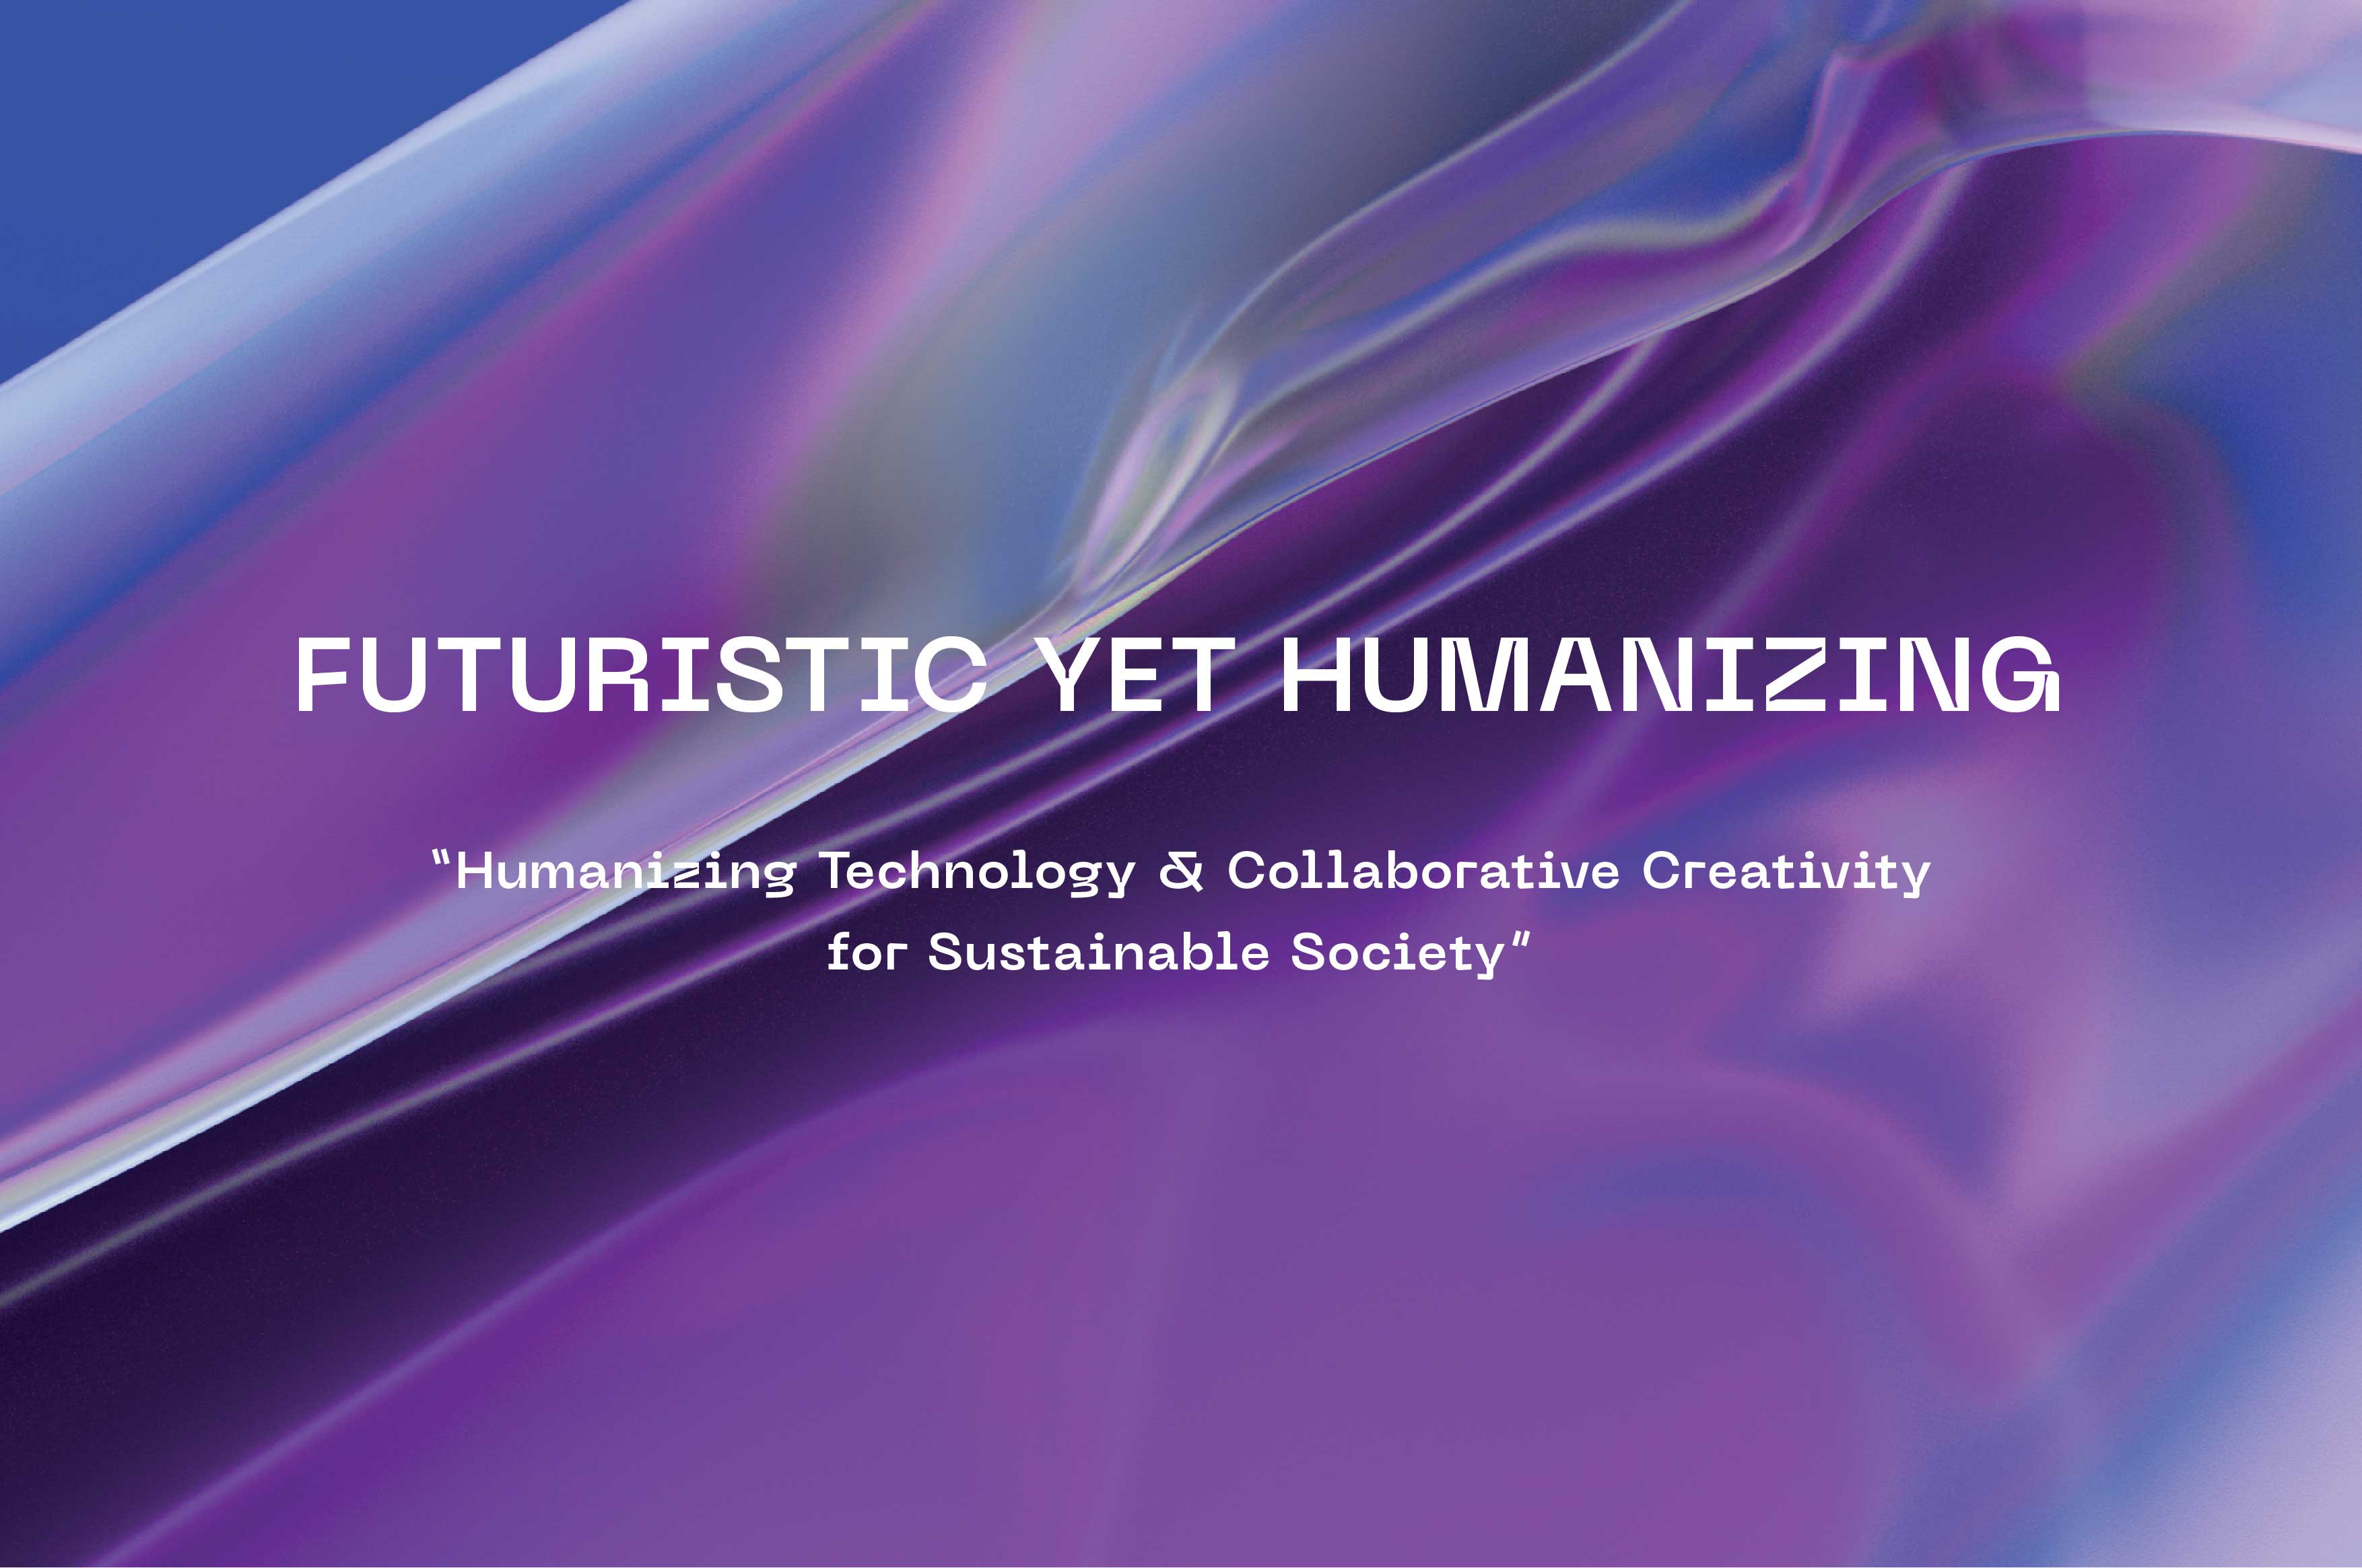 FUTURISTIC YET HUMANIZING
“Humanizing Technology & Collaborative Creativity
for Sustainable Society”